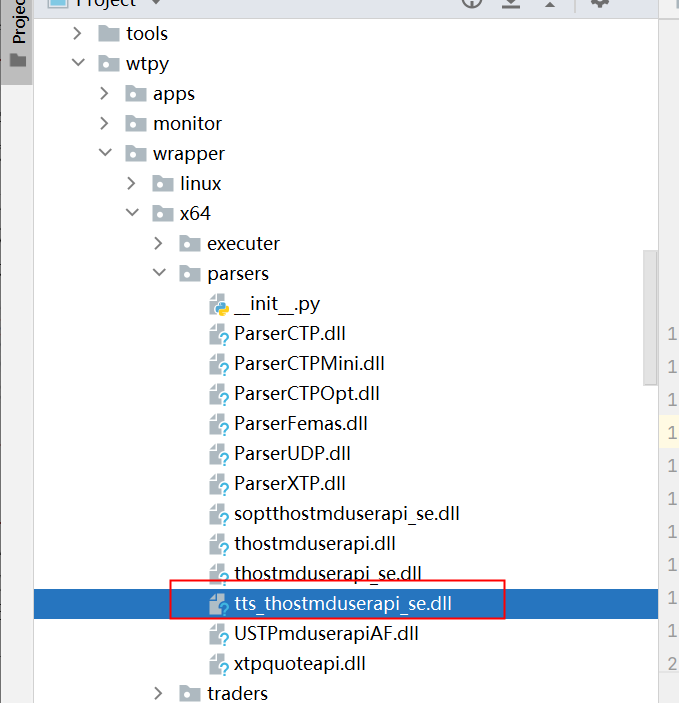 Project
Project
tools
wtpy
apps
monitor
wrapper
linux
x64
executer
parsers
__init__.py
ParserCTP.dll
ParserCTPMini.dll
ParserCTPOpt.dll
ParserFemas.dll
ParserUDP.dll
ParserXTP.dll
soptthostmduserapi_se.dll
thostmduserapi.dll
thostmduserapi_se.dll
tts_thostmduserapi_se.dll
USTPmduserapiAF.dll
xtpquoteapi.dll
traders
1
1
1
1
1
1
1
1
1
1
2